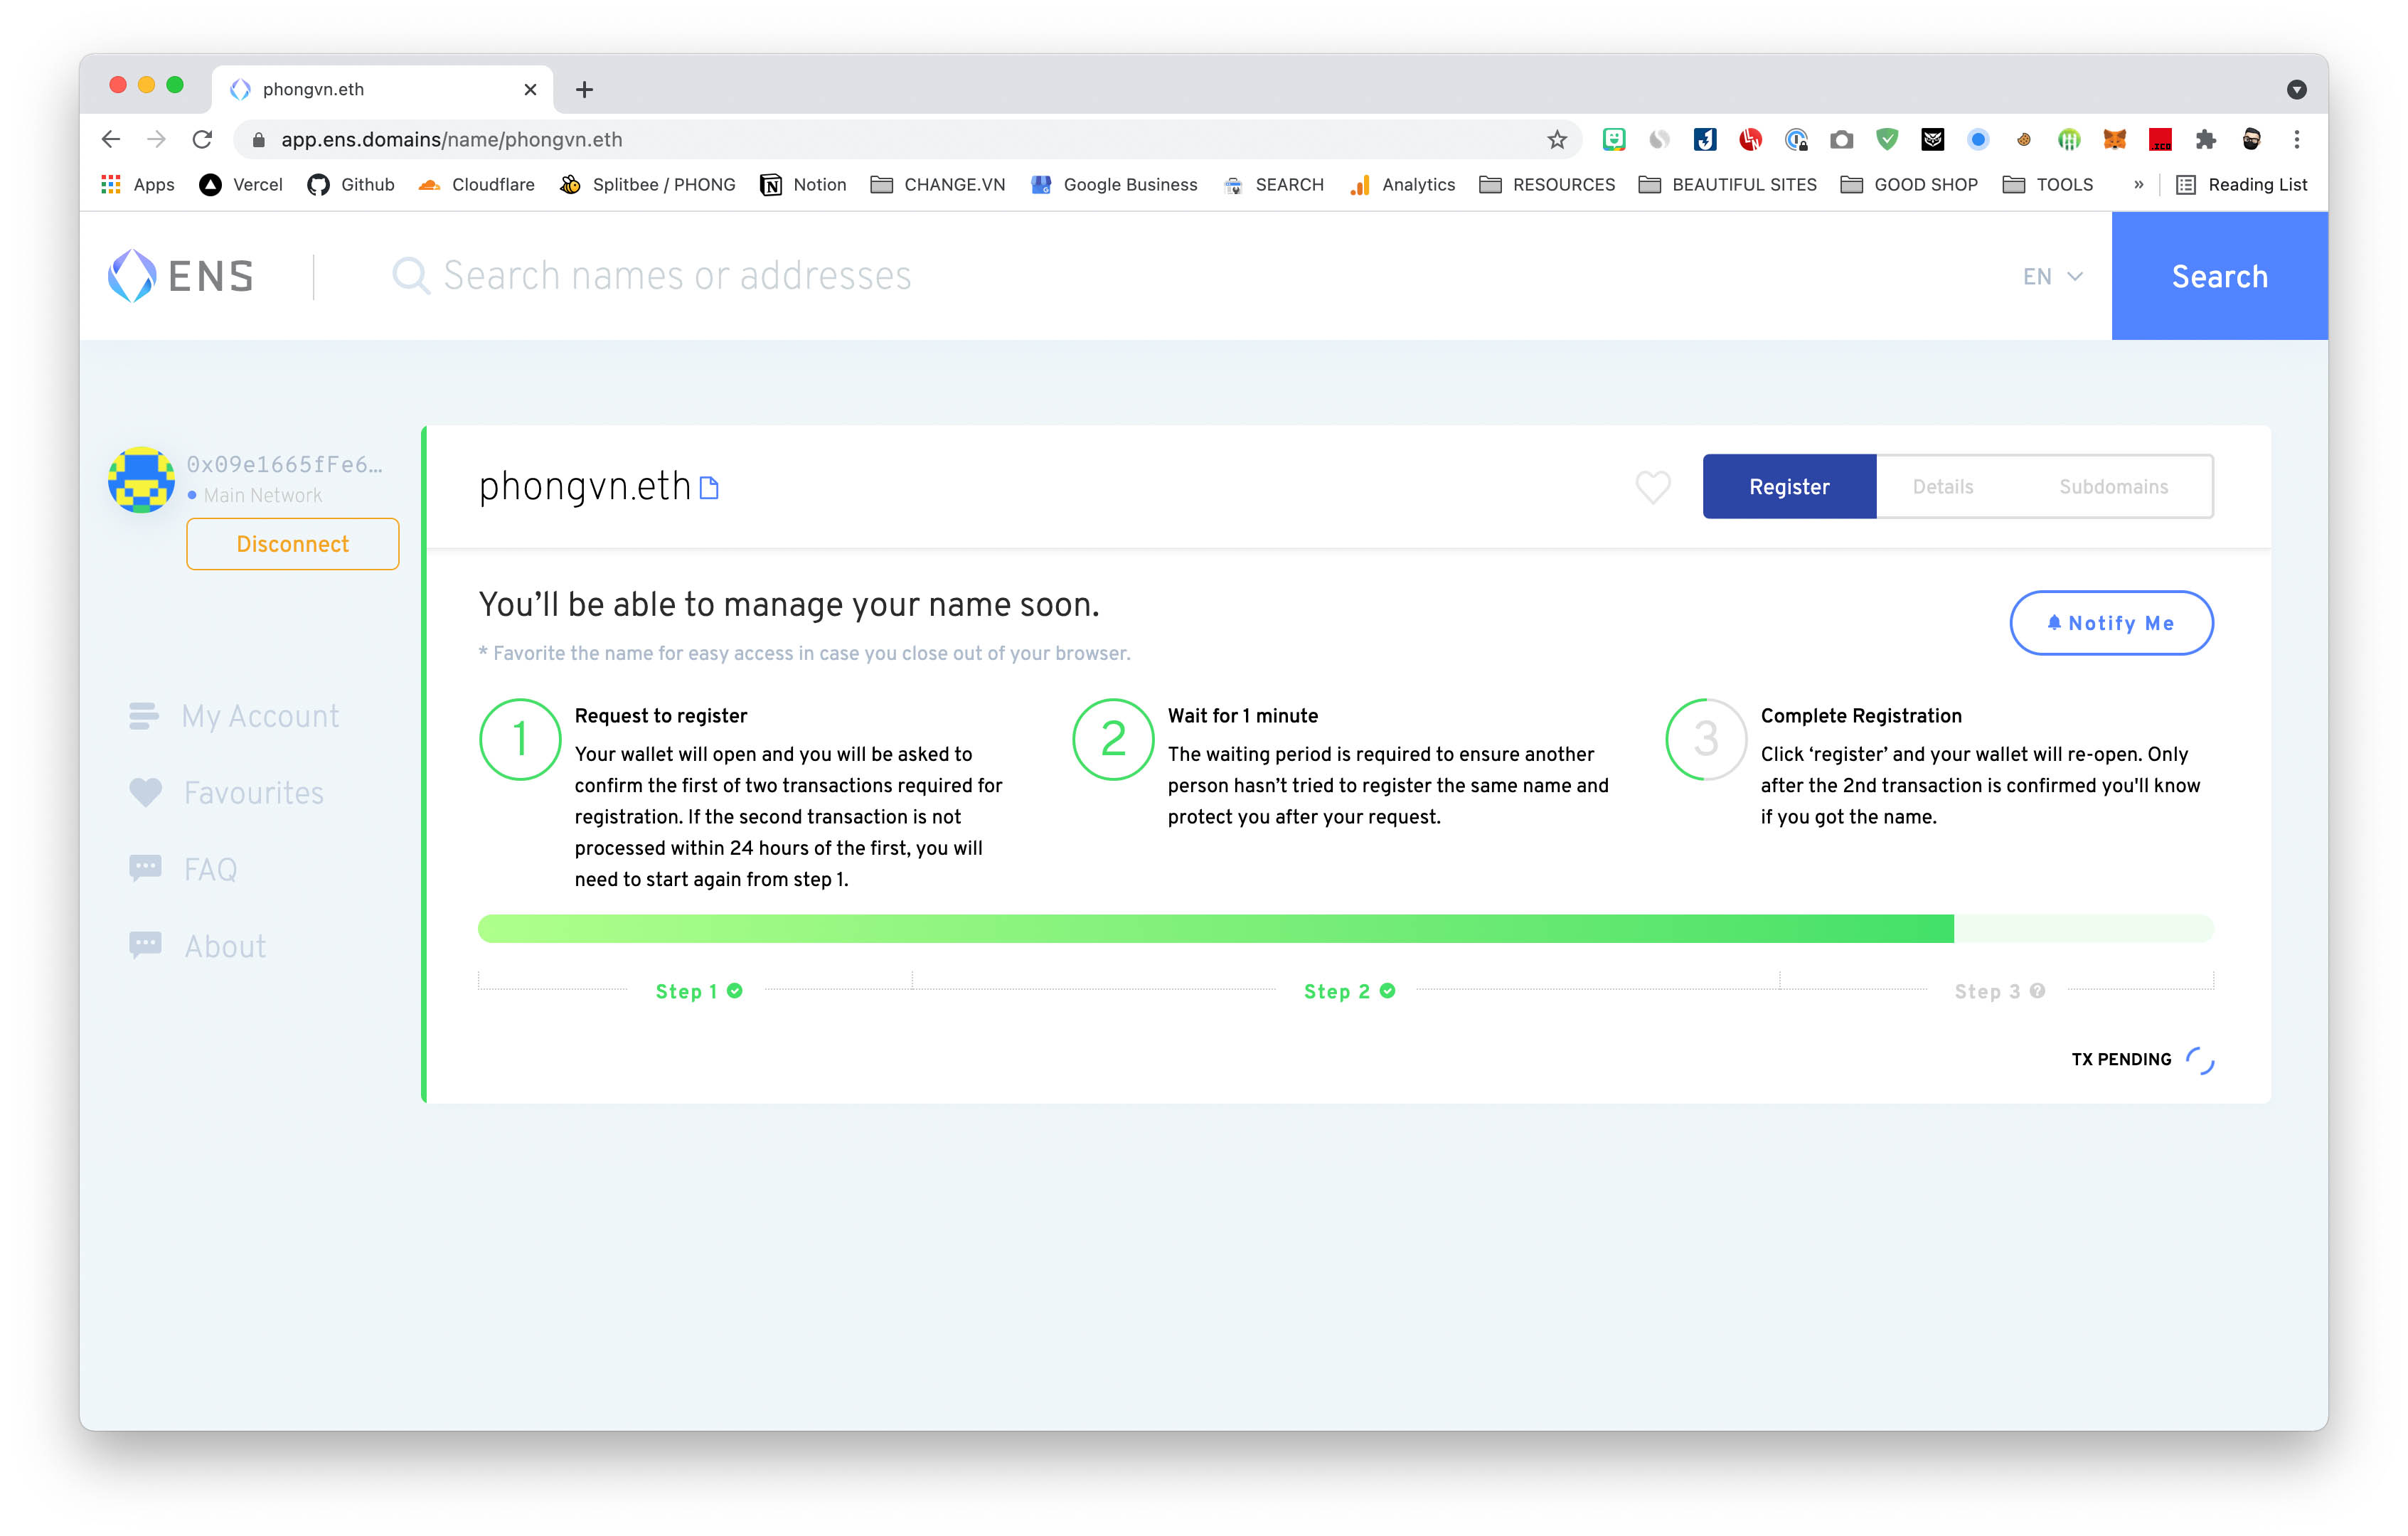 phongvn.eth
app.ens.domains/name/phongvn.eth
Apps Vercel Github Cloudflare Splitbee / PHONG Notion CHANGE.VN Google Business SEARCH Analytics RESOURCES BEAUTIFUL SITES GOOD SHOP TOOLS » Reading List
ENS Search names or addresses EN Search
0x09e1665fFe6...
Main Network
Disconnect
My Account
Favourites
FAQ
About
phongvn.eth
Register Details Subdomains
You’ll be able to manage your name soon.
* Favorite the name for easy access in case you close out of your browser.
Notify Me
1
Request to register
Your wallet will open and you will be asked to
confirm the first of two transactions required for
registration. If the second transaction is not
processed within 24 hours of the first, you will
need to start again from step 1.
2
Wait for 1 minute
The waiting period is required to ensure another
person hasn’t tried to register the same name and
protect you after your request.
3
Complete Registration
Click ‘register’ and your wallet will re-open. Only
after the 2nd transaction is confirmed you'll know
if you got the name.
Step 1 Step 2 Step 3
TX PENDING